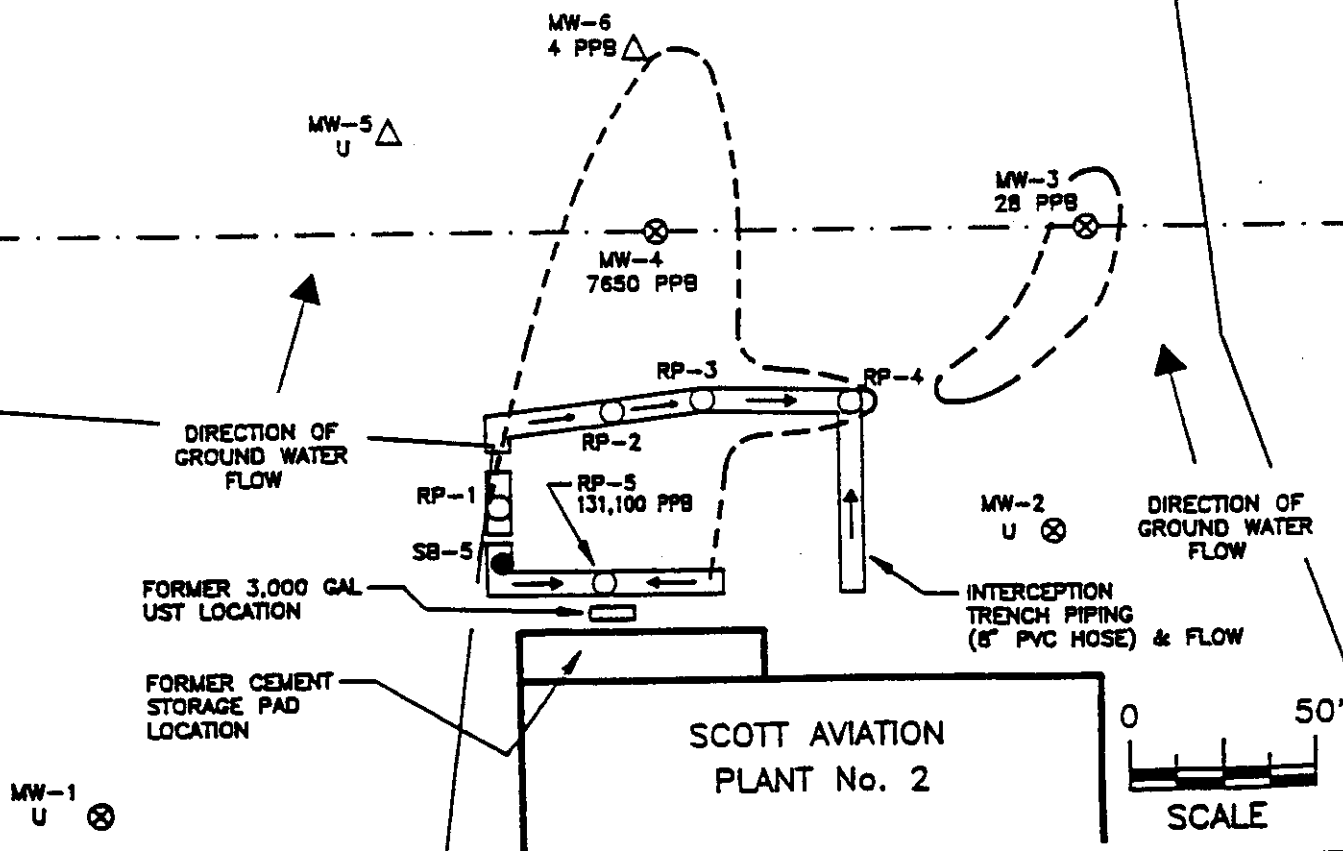 MW-6
4 PPB
MW-5
U
MW-3
28 PPB
MW-4
7650 PPB
RP-3
RP-4
DIRECTION OF
GROUND WATER
FLOW
RP-2
RP-1
RP-5
131,100 PPB
MW-2
U
DIRECTION OF
GROUND WATER
FLOW
SB-5
FORMER 3,000 GAL
UST LOCATION
INTERCEPTION
TRENCH PIPING
(8" PVC HOSE) & FLOW
FORMER CEMENT
STORAGE PAD
LOCATION
SCOTT AVIATION
PLANT No. 2
0 50'
SCALE
MW-1
U